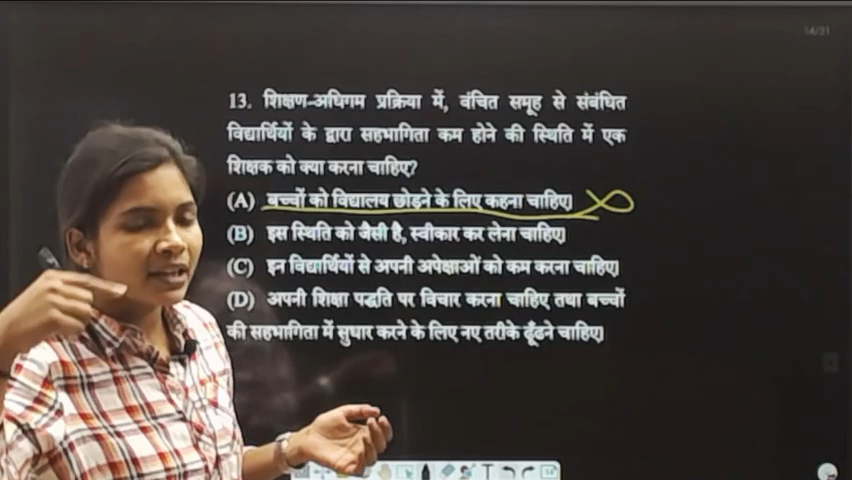 14/31
13. शिक्षण-अधिगम प्रक्रिया में, वंचित समूह से संबंधित
विद्यार्थियों के द्वारा सहभागिता कम होने की स्थिति में एक
शिक्षक को क्या करना चाहिए?
(A) बच्चों को विद्यालय छोड़ने के लिए कहना चाहिए।
(B) इस स्थिति को जैसी है, स्वीकार कर लेना चाहिए।
(C) इन विद्यार्थियों से अपनी अपेक्षाओं को कम करना चाहिए।
(D) अपनी शिक्षा पद्धति पर विचार करना चाहिए तथा बच्चों
की सहभागिता में सुधार करने के लिए नए तरीके ढूँढने चाहिए।